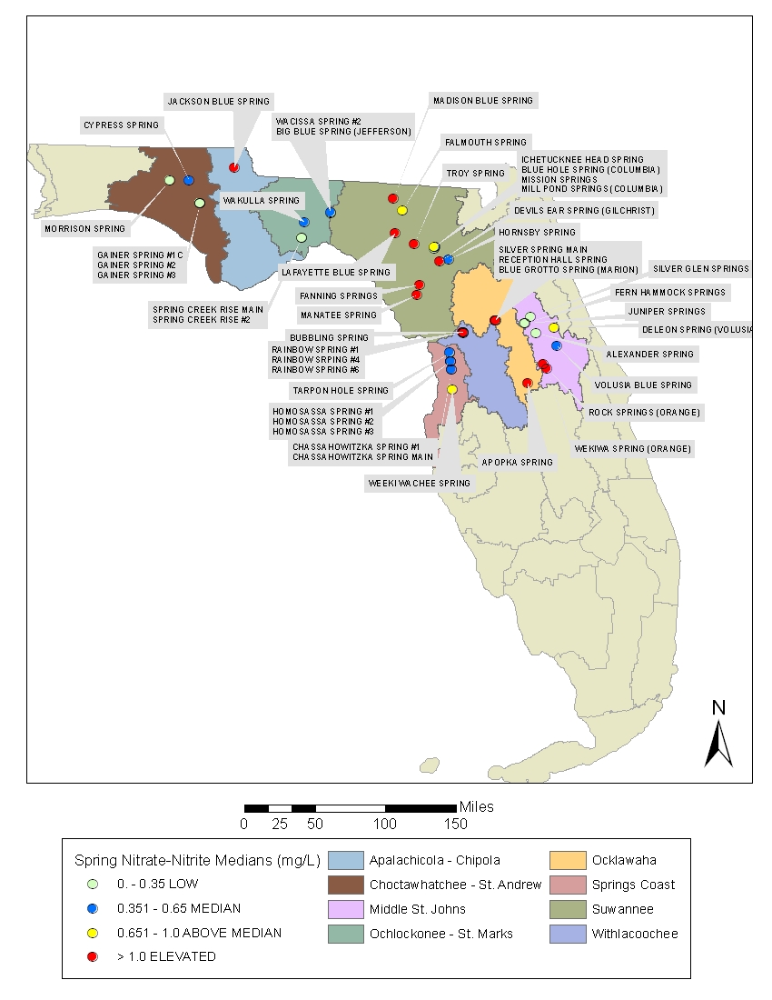 JACKSON BLUE SPRING
MADISON BLUE SPRING
CYPRESS SPRING
WACISSA SPRING #2
BIG BLUE SPRING (JEFFERSON)
FALMOUTH SPRING
ICHETUCKNEE HEAD SPRING
BLUE HOLE SPRING (COLUMBIA)
MISSION SPRINGS
MILL POND SPRINGS (COLUMBIA)
TROY SPRING
WAKULLA SPRING
DEVILS EAR SPRING (GILCHRIST)
MORRISON SPRING
HORNSBY SPRING
GAINER SPRING #1C
GAINER SPRING #2
GAINER SPRING #3
SILVER SPRING MAIN
RECEPTION HALL SPRING
BLUE GROTTO SPRING (MARION)
LAFAYETTE BLUE SPRING
SILVER GLEN SPRINGS
FANNING SPRINGS
FERN HAMMOCK SPRINGS
SPRING CREEK RISE MAIN
SPRING CREEK RISE #2
MANATEE SPRING
JUNIPER SPRINGS
DELEON SPRING (VOLUSIA
BUBBLING SPRING
RAINBOW SPRING #1
RAINBOW SPRING #4
RAINBOW SPRING #6
ALEXANDER SPRING
TARPON HOLE SPRING
VOLUSIA BLUE SPRING
HOMOSASSA SPRING #1
HOMOSASSA SPRING #2
HOMOSASSA SPRING #3
ROCK SPRINGS (ORANGE)
CHASSAHOWITZKA SPRING #1
CHASSAHOWITZKA SPRING MAIN
WEKIWA SPRING (ORANGE)
APOPKA SPRING
WEEKI WACHEE SPRING
N
Miles
0 25 50 100 150
Spring Nitrate-Nitrite Medians (mg/L)
0. - 0.35 LOW
0.351 - 0.65 MEDIAN
0.651 - 1.0 ABOVE MEDIAN
> 1.0 ELEVATED
Apalachicola - Chipola
Choctawhatchee - St. Andrew
Middle St. Johns
Ochlockonee - St. Marks
Ocklawaha
Springs Coast
Suwannee
Withlacoochee